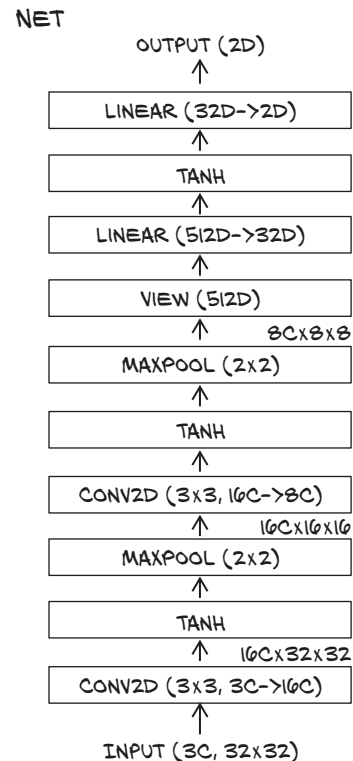 NET
OUTPUT (2D)
LINEAR (32D->2D)
TANH
LINEAR (512D->32D)
VIEW (512D)
8CX8X8
MAXPOOL (2X2)
TANH
CONV2D (3X3, 16C->8C)
16CX16X16
MAXPOOL (2X2)
TANH
16CX32X32
CONV2D (3X3, 3C->16C)
INPUT (3C, 32X32)